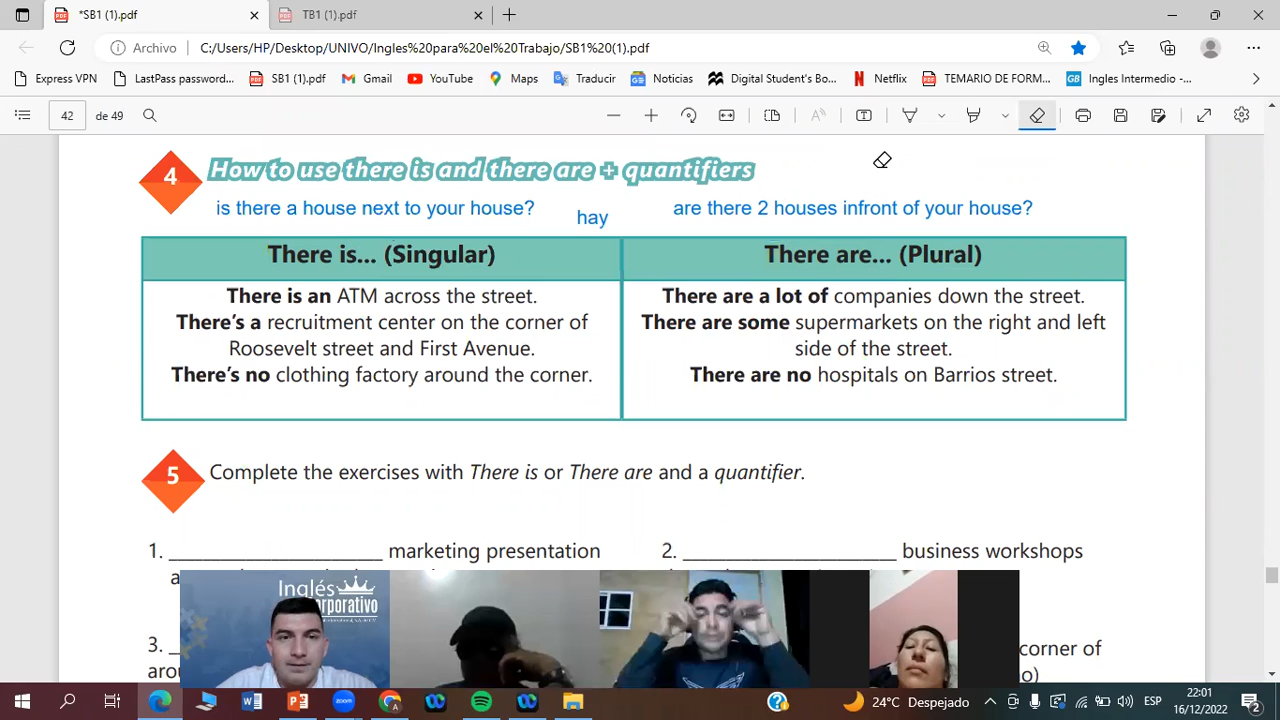 *SB1 (1).pdf
TB1 (1).pdf
Archivo
C:/Users/HP/Desktop/UNIVO/Ingles%20para%20el%20Trabajo/SB1%20(1).pdf
Express VPN
LastPass password...
SB1 (1).pdf
Gmail
YouTube
Maps
Traducir
Noticias
Digital Student's Bo...
Netflix
TEMARIO DE FORM...
Ingles Intermedio -...
42
de 49
4
How to use there is and there are + quantifiers
is there a house next to your house?
hay
are there 2 houses infront of your house?
There is... (Singular)
There are... (Plural)
There is an ATM across the street.
There's a recruitment center on the corner of
Roosevelt street and First Avenue.
There's no clothing factory around the corner.
There are a lot of companies down the street.
There are some supermarkets on the right and left
side of the street.
There are no hospitals on Barrios street.
5
Complete the exercises with There is or There are and a quantifier.
1. ____________________ marketing presentation
2. ____________________ business workshops
3.
corner of
Inglés
24°C Despejado
ESP
22:01
16/12/2022
2